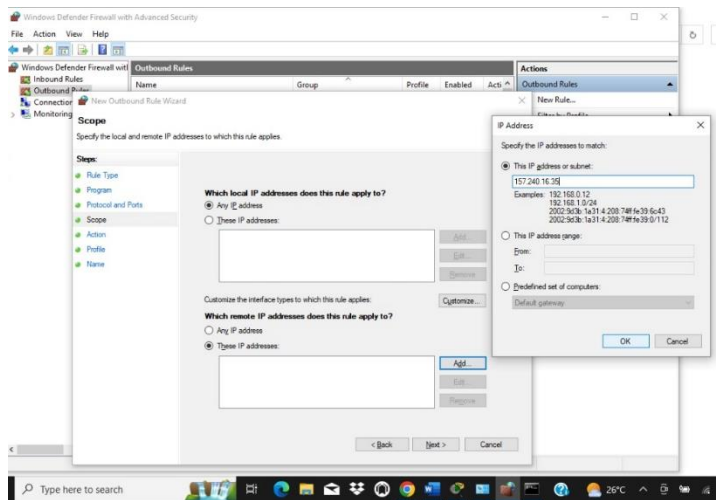 Windows Defender Firewall with Advanced Security
File Action View Help
Windows Defender Firewall with
Inbound Rules
Outbound Rules
Connection
Monitoring
Outbound Rules
Name Group Profile Enabled Acti
Actions
Outbound Rules
New Rule...
Filter by Profile
New Outbound Rule Wizard
Scope
Specify the local and remote IP addresses to which this rule applies.
Steps:
Rule Type
Program
Protocol and Ports
Scope
Action
Profile
Name
Which local IP addresses does this rule apply to?
Any IP address
These IP addresses:
Add...
Edit...
Remove
Customize the interface types to which this rule applies:
Customize...
Which remote IP addresses does this rule apply to?
Any IP address
These IP addresses:
Add...
Edit...
Remove
< Back Next > Cancel
IP Address
Specify the IP addresses to match:
This IP address or subnet:
157.240.16.35
Examples: 192.168.0.12
192.168.1.0/24
2002:9d3b:1a31:4:208:74ff:fe39:6c43
2002:9d3b:1a31:4:208:74ff:fe39:0/112
This IP address range:
From:
To:
Predefined set of computers:
Default gateway
OK Cancel
Type here to search
26°C